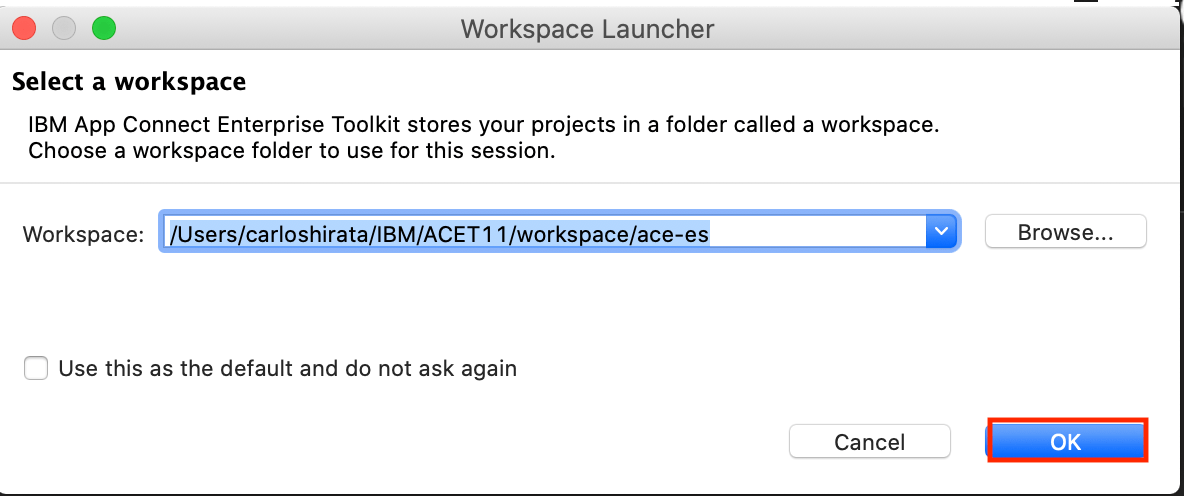 Workspace Launcher
Select a workspace
IBM App Connect Enterprise Toolkit stores your projects in a folder called a workspace.
Choose a workspace folder to use for this session.
Workspace: /Users/carloshirata/IBM/ACET11/workspace/ace-es Browse...
Use this as the default and do not ask again
Cancel OK